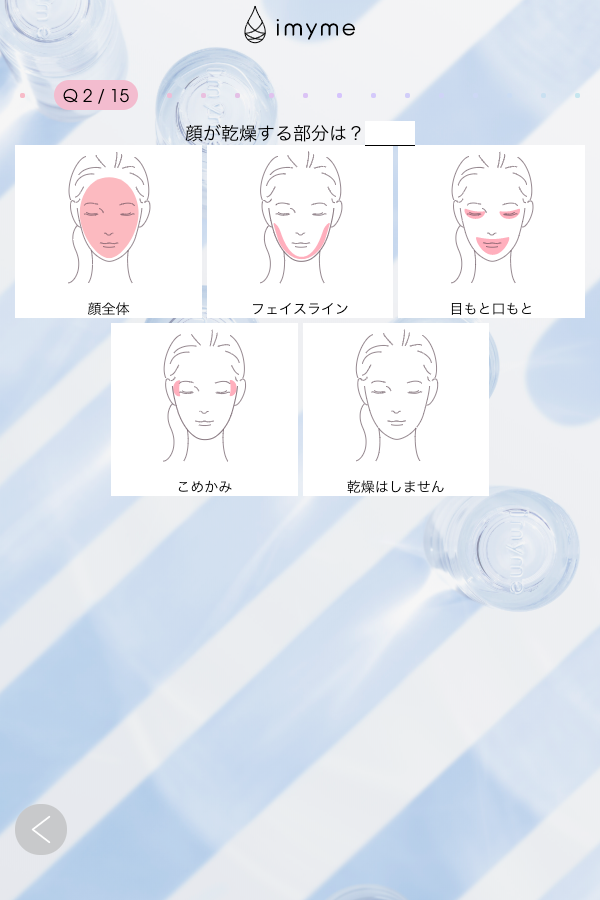 imyme
Q 2 / 15
顔が乾燥する部分は?
顔全体
フェイスライン
目もと口もと
こめかみ
乾燥はしません
imyme